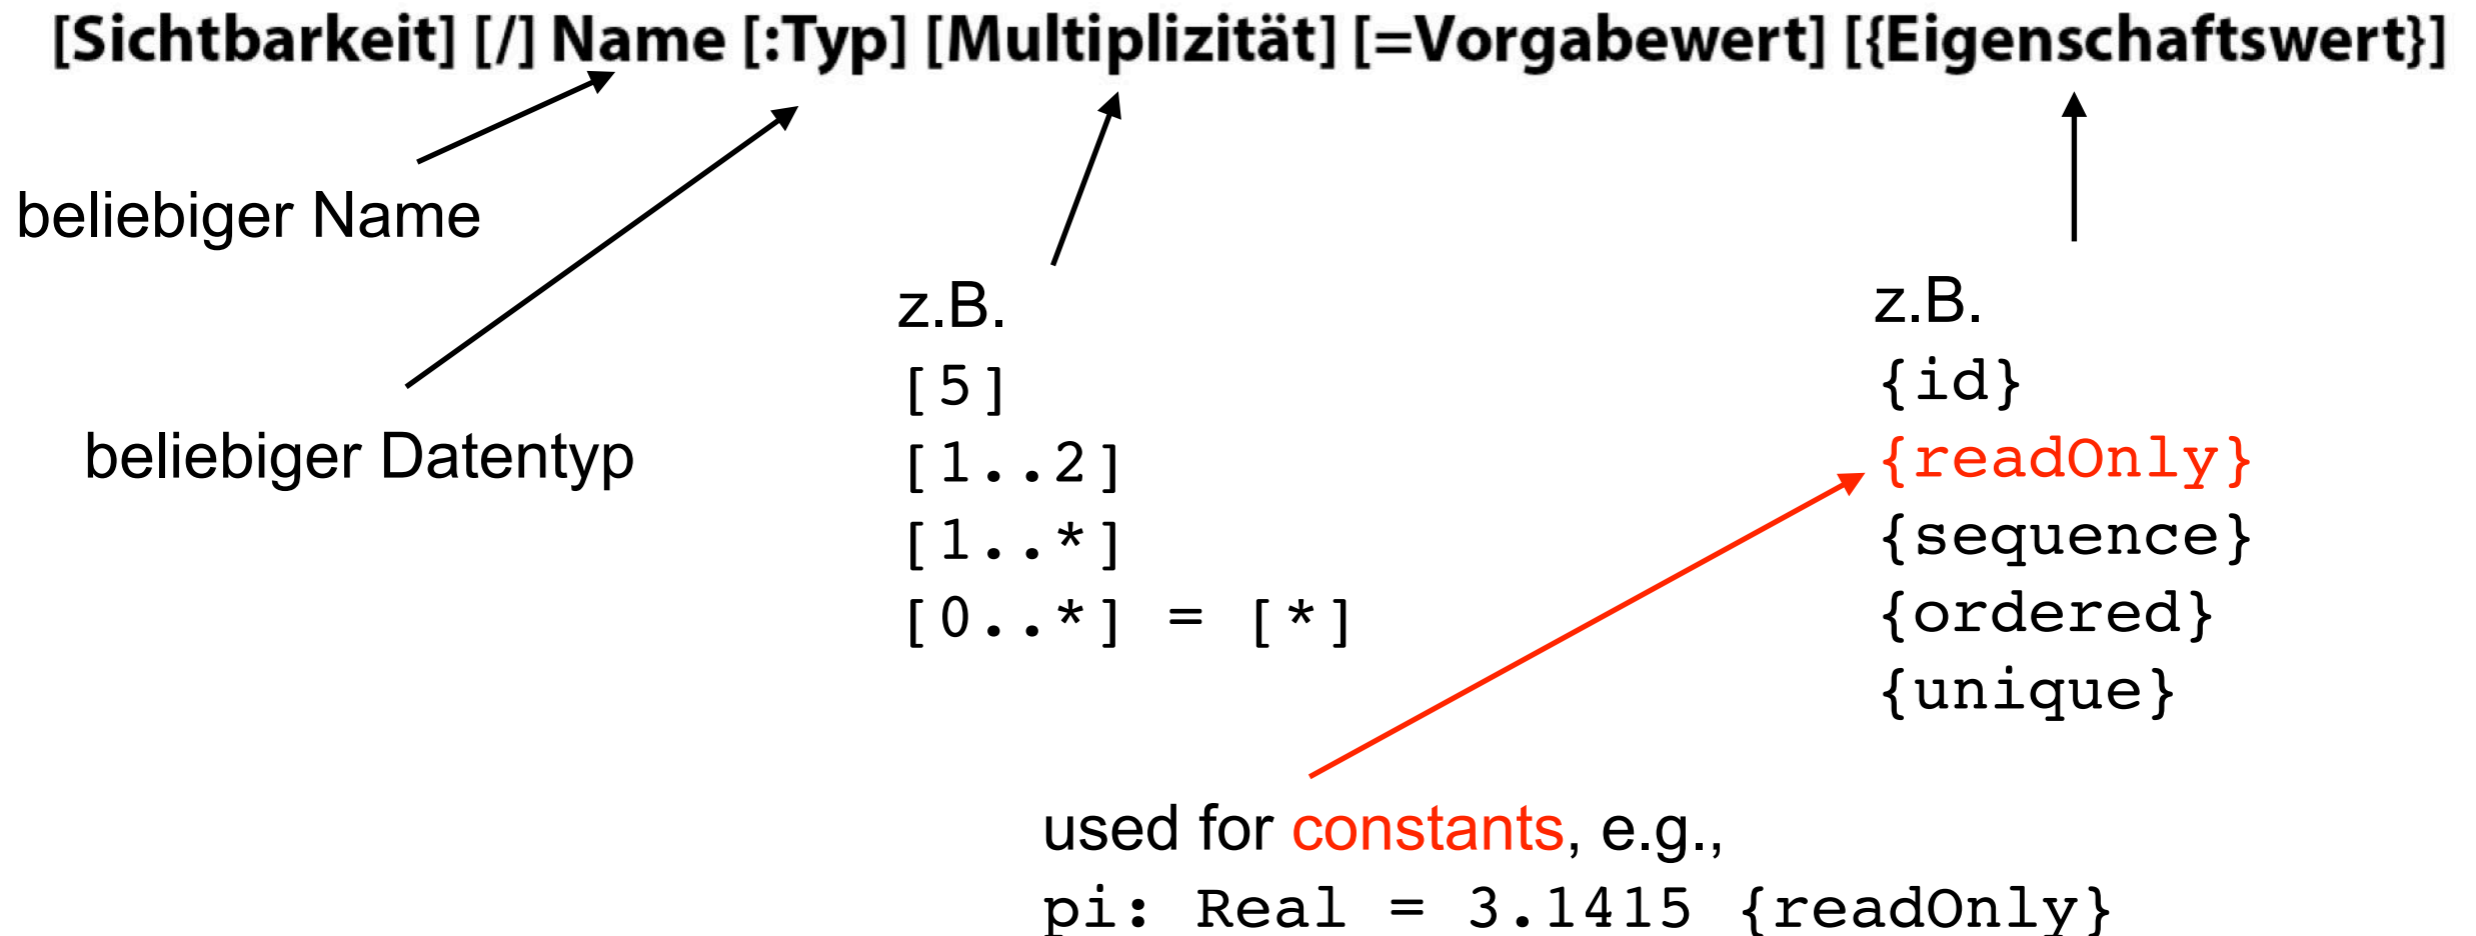 [Sichtbarkeit] [/] Name [:Typ] [Multiplizität] [=Vorgabewert] [{Eigenschaftswert}]
beliebiger Name
beliebiger Datentyp
z.B.
[5]
[1..2]
[1..*]
[0..*] = [*]
z.B.
{id}
{readOnly}
{sequence}
{ordered}
{unique}
used for constants, e.g.,
pi: Real = 3.1415 {readOnly}